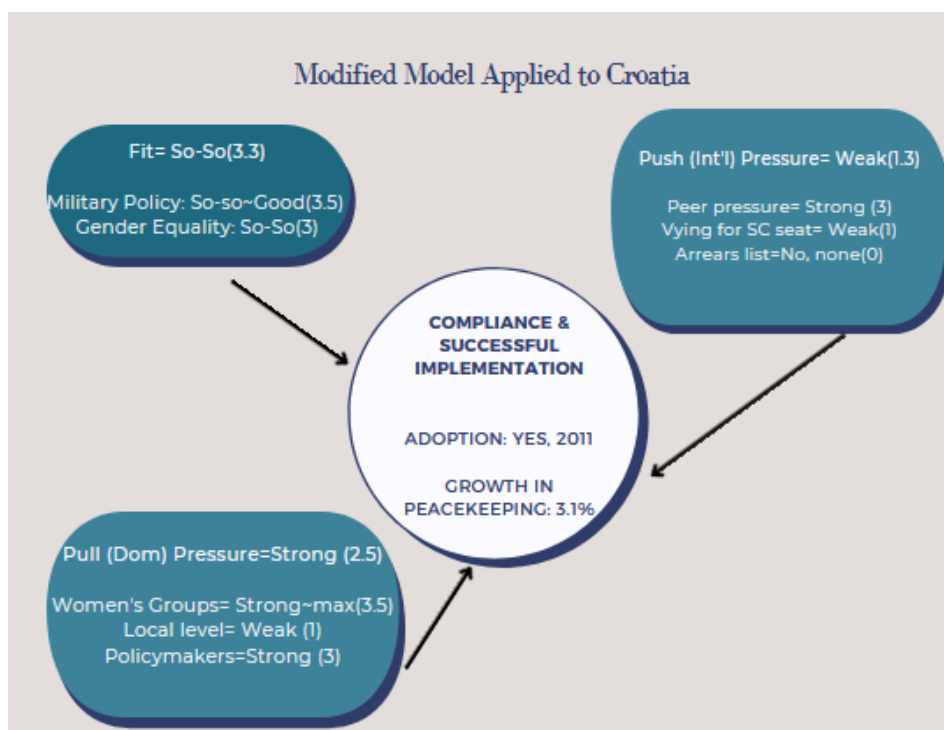 Modified Model Applied to Croatia
Fit= So-So(3.3)
Military Policy: So-so~Good(3.5)
Gender Equality: So-So(3)
Push (Int'l) Pressure= Weak(1.3)
Peer pressure= Strong (3)
Vying for SC seat= Weak(1)
Arrears list=No, none(0)
COMPLIANCE &
SUCCESSFUL
IMPLEMENTATION
ADOPTION: YES, 2011
GROWTH IN
PEACEKEEPING: 3.1%
Pull (Dom) Pressure=Strong (2.5)
Women's Groups= Strong~max(3.5)
Local level= Weak (1)
Policymakers=Strong (3)